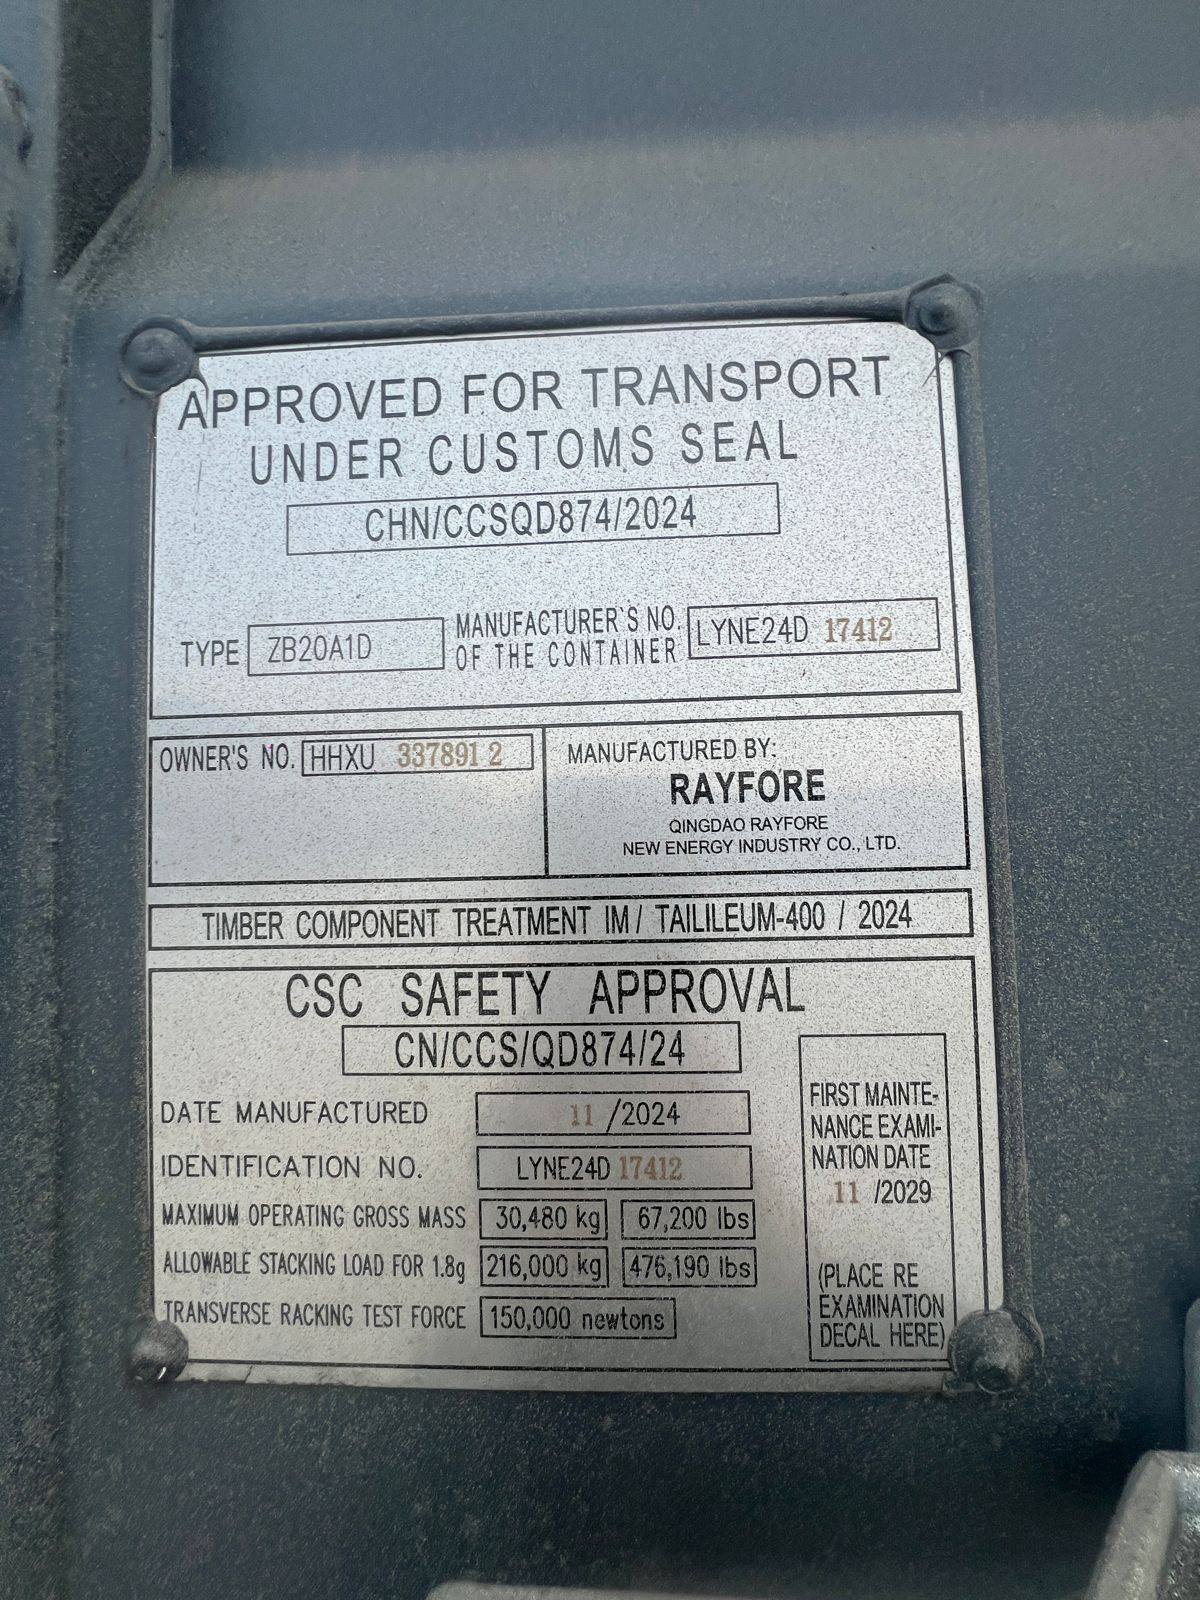 APPROVED FOR TRANSPORT
UNDER CUSTOMS SEAL
CHN/CCSQD874/2024
TYPE ZB20A1D MANUFACTURER'S NO. OF THE CONTAINER LYNE24D 17412
OWNER'S NO. HHXU 337891 2
MANUFACTURED BY:
RAYFORE
QINGDAO RAYFORE
NEW ENERGY INDUSTRY CO., LTD.
TIMBER COMPONENT TREATMENT IM / TAILILEUM-400 / 2024
CSC SAFETY APPROVAL
CN/CCS/QD874/24
DATE MANUFACTURED 11 /2024
IDENTIFICATION NO. LYNE24D 17412
MAXIMUM OPERATING GROSS MASS 30,480 kg 67,200 lbs
ALLOWABLE STACKING LOAD FOR 1.8g 216,000 kg 476,190 lbs
TRANSVERSE RACKING TEST FORCE 150,000 newtons
FIRST MAINTE-
NANCE EXAMI-
NATION DATE
11 /2029
(PLACE RE
EXAMINATION
DECAL HERE)